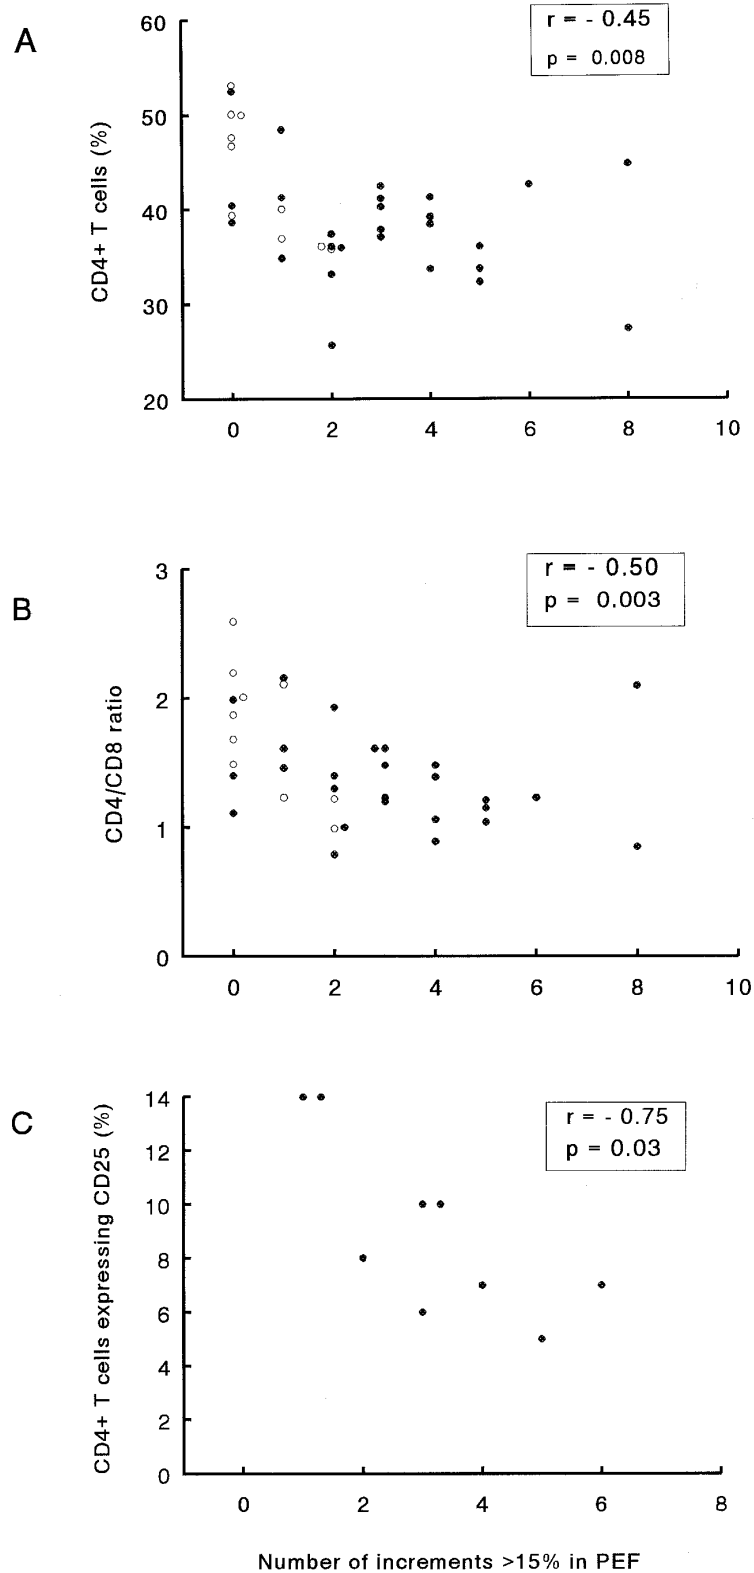 A
CD4+ T cells (%)
60
50
40
30
20
0 2 4 6 8 10
r = - 0.45
p = 0.008
B
CD4/CD8 ratio
3
2
1
0
0 2 4 6 8 10
r = - 0.50
p = 0.003
C
CD4+ T cells expressing CD25 (%)
14
12
10
8
6
4
2
0
0 2 4 6 8
r = - 0.75
p = 0.03
Number of increments >15% in PEF